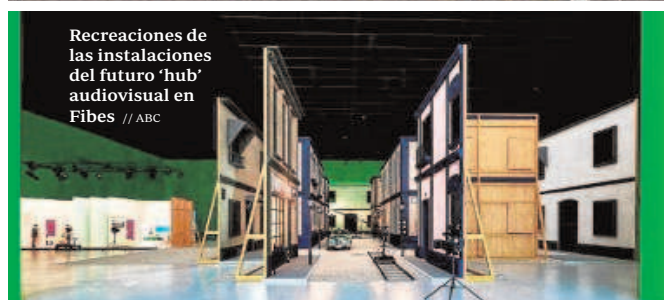 Recreaciones de
las instalaciones
del futuro ‘hub’
audiovisual en
Fibes // ABC